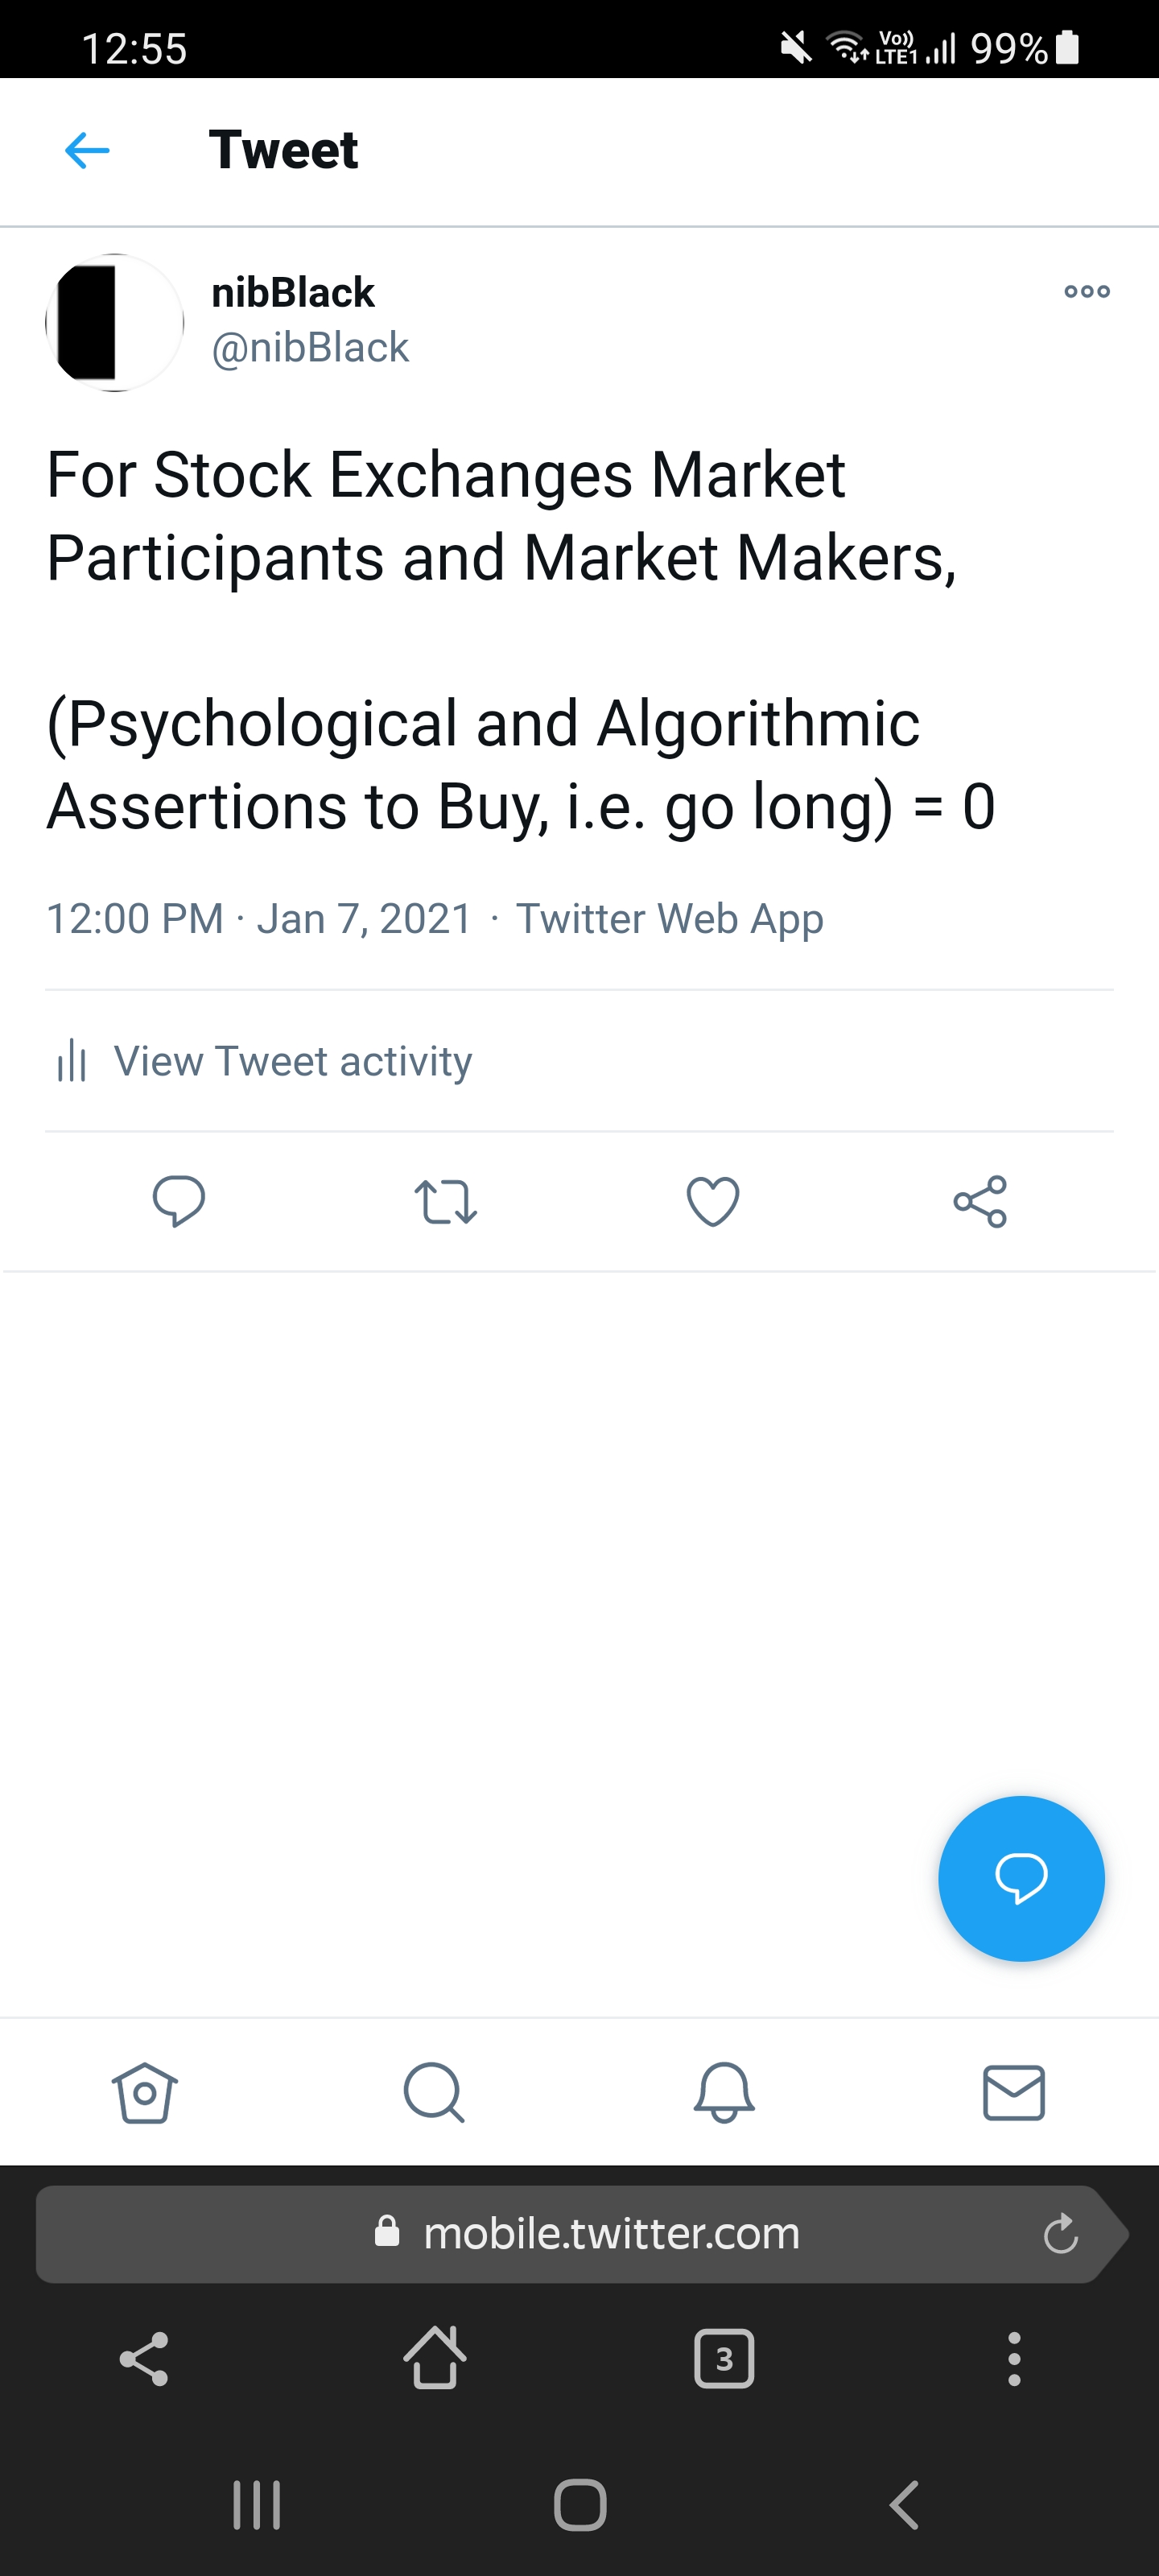 12:55 Vo)) LTE1 99%
Tweet
nibBlack
@nibBlack
For Stock Exchanges Market
Participants and Market Makers,
(Psychological and Algorithmic
Assertions to Buy, i.e. go long) = 0
12:00 PM · Jan 7, 2021 · Twitter Web App
View Tweet activity
mobile.twitter.com
3